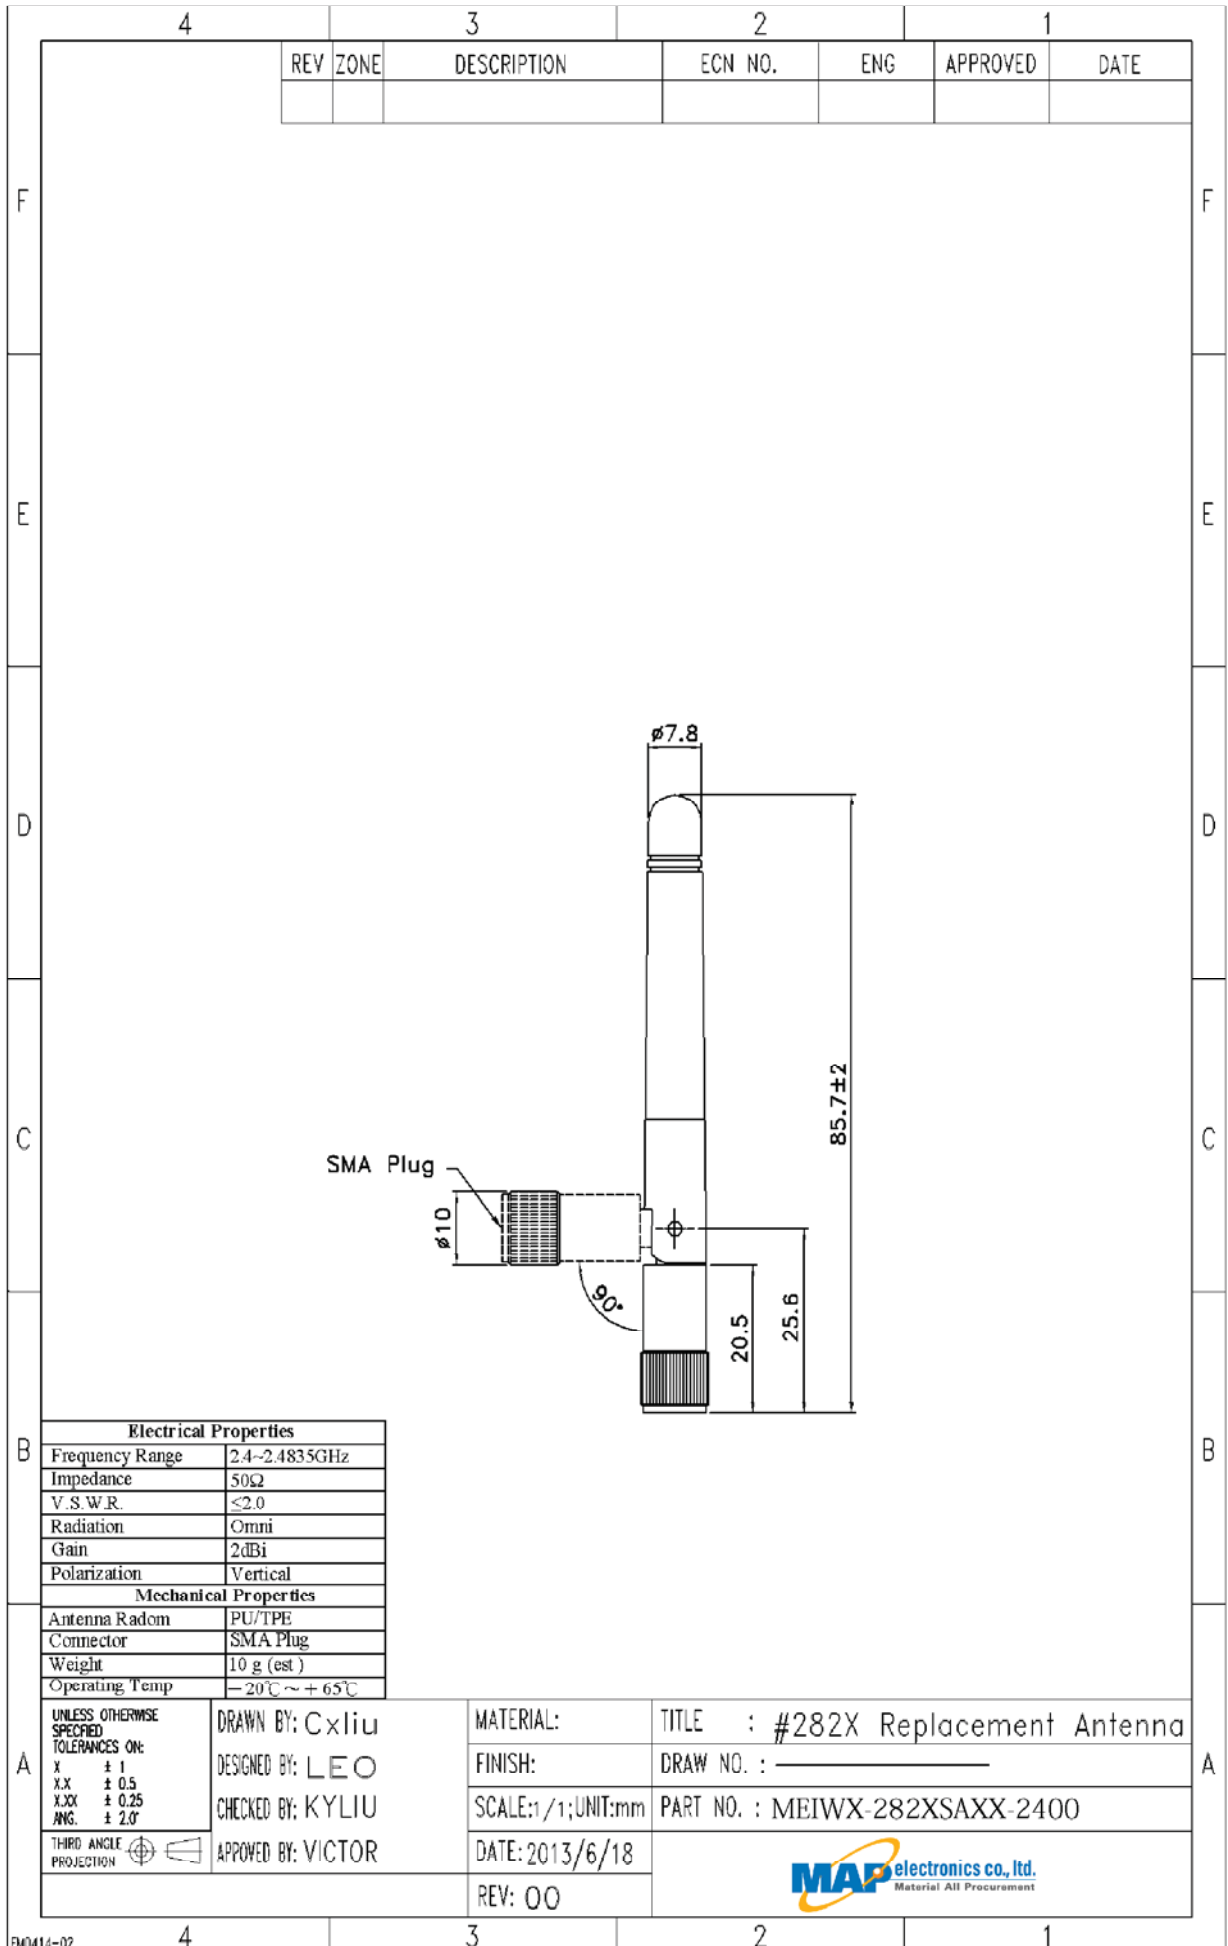 4 3 2 1
REV ZONE DESCRIPTION ECN NO. ENG APPROVED DATE
F F
E E
ø7.8
D D
85.7±2
C C
SMA Plug
ø10
90°
20.5
25.6
Electrical Properties
B B
Frequency Range 2.4~2.4835GHz
Impedance 50Ω
V.S.W.R. ≤2.0
Radiation Omni
Gain 2dBi
Polarization Vertical
Mechanical Properties
Antenna Radom PU/TPE
Connector SMA Plug
Weight 10 g (est )
Operating Temp −20℃ ~ +65℃
UNLESS OTHERWISE
SPECIFIED
TOLERANCES ON:
X ± 1
X.X ± 0.5
X.XX ± 0.25
ANG. ± 2.0°
THIRD ANGLE
PROJECTION
DRAWN BY: Cxliu
DESIGNED BY: LEO
CHECKED BY: KYLIU
APPOVED BY: VICTOR
MATERIAL:
FINISH:
SCALE:1/1;UNIT:mm
DATE: 2013/6/18
REV: 00
TITLE : #282X Replacement Antenna
DRAW NO. :
PART NO. : MEIWX-282XSAXX-2400
MAP electronics co., ltd.
Material All Procurement
A A
4 3 2 1
FM0414-02